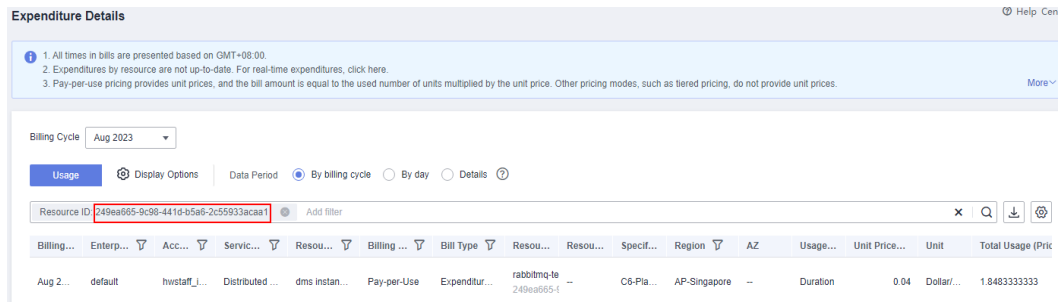 Expenditure Details
Help Cen
1. All times in bills are presented based on GMT+08:00.
2. Expenditures by resource are not up-to-date. For real-time expenditures, click here.
3. Pay-per-use pricing provides unit prices, and the bill amount is equal to the used number of units multiplied by the unit price. Other pricing modes, such as tiered pricing, do not provide unit prices.
More
Billing Cycle Aug 2023
Usage Display Options Data Period By billing cycle By day Details
Resource ID: 249ea665-9c98-441d-b5a6-2c55933acaa1 Add filter
Billing... Enterp... Acc... Servic... Resou... Billing ... Bill Type Resou... Resou... Specif... Region AZ Usage... Unit Price... Unit Total Usage (Pric
Aug 2... default hwstaff_i... Distributed ... dms instan... Pay-per-Use Expenditur... rabbitmq-te -- C6-Pla... AP-Singapore -- Duration 0.04 Dollar/... 1.8483333333
249ea665-9